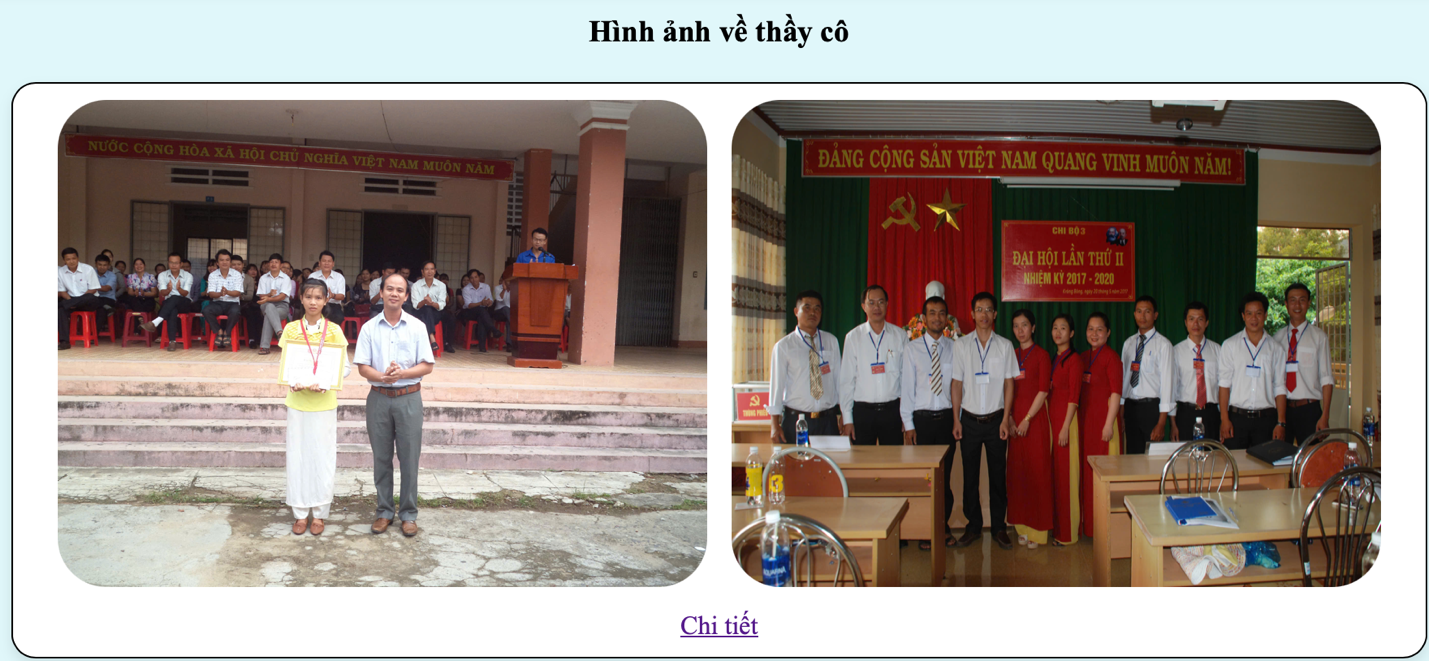 Hình ảnh về thầy cô
NƯỚC CỘNG HÒA XÃ HỘI CHỦ NGHĨA VIỆT NAM MUÔN NĂM
ĐẢNG CỘNG SẢN VIỆT NAM QUANG VINH MUÔN NĂM!
CHI BỘ 3
ĐẠI HỘI LẦN THỨ II
NHIỆM KỲ 2017 - 2020
Chi tiết